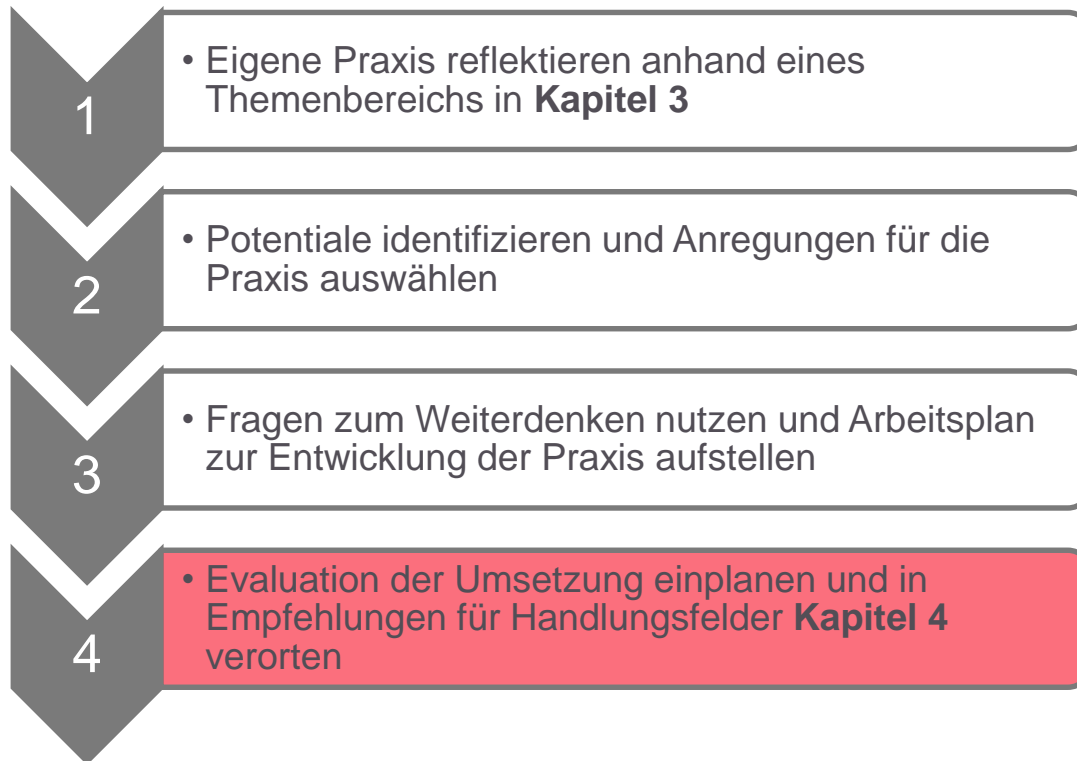 1
• Eigene Praxis reflektieren anhand eines
Themenbereichs in Kapitel 3
2
• Potentiale identifizieren und Anregungen für die
Praxis auswählen
3
• Fragen zum Weiterdenken nutzen und Arbeitsplan
zur Entwicklung der Praxis aufstellen
4
• Evaluation der Umsetzung einplanen und in
Empfehlungen für Handlungsfelder Kapitel 4
verorten